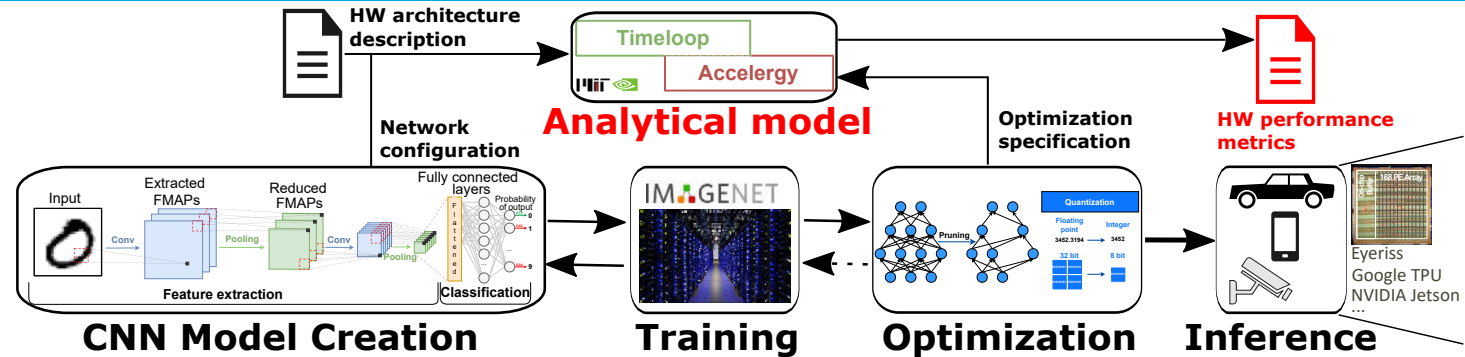 HW architecture
description
Timeloop
Accelergy
MIT
Analytical model
HW performance
metrics
Network
configuration
Optimization
specification
Input
Extracted
FMAPs
Reduced
FMAPs
Fully connected
layers
Probability
of output
Conv
Pooling
Conv
Pooling
Flattened
0
1
...
9
Feature extraction
Classification
IMAGENET
Pruning
Quantization
Floating
point
Integer
3452.3194
3452
32 bit
8 bit
168 PE Array
Eyeriss
Google TPU
NVIDIA Jetson
...
CNN Model Creation
Training
Optimization
Inference